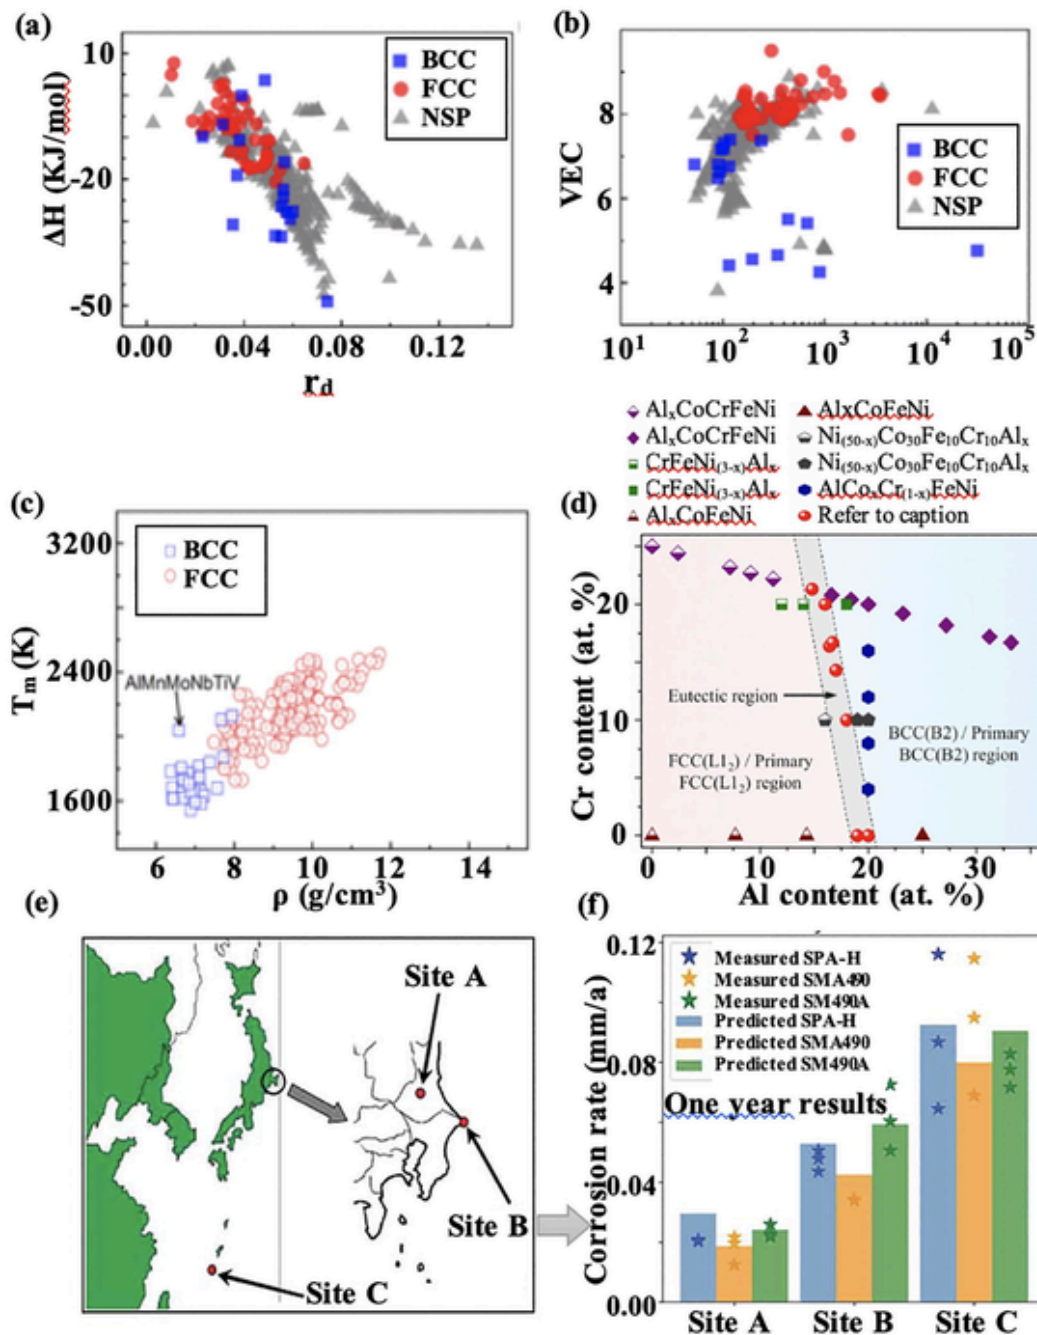 (a)
10
-20
-50
ΔH (KJ/mol)
BCC
FCC
NSP
0.00 0.04 0.08 0.12
rd
(b)
8
6
4
VEC
BCC
FCC
NSP
10¹ 10² 10³ 10⁴ 10⁵
(c)
3200
2400
1600
Tm (K)
BCC
FCC
AlMnMoNbTiV
6 8 10 12 14
ρ (g/cm³)
AlxCoCrFeNi
AlxCoCrFeNi
CrFeNi(3-x)Alx
CrFeNi(3-x)Alx
AlxCoFeNi
AlxCoFeNi
Ni(50-x)Co30Fe10Cr10Alx
Ni(50-x)Co30Fe10Cr10Alx
AlCoxCr(1-x)FeNi
Refer to caption
(d)
20
10
0
Cr content (at. %)
Eutectic region
FCC(L12) / Primary
FCC(L12) region
BCC(B2) / Primary
BCC(B2) region
0 10 20 30
Al content (at. %)
(e)
Site A
Site B
Site C
(f)
0.12
0.08
0.04
0.00
Corrosion rate (mm/a)
Measured SPA-H
Measured SMA490
Measured SM490A
Predicted SPA-H
Predicted SMA490
Predicted SM490A
One year results
Site A Site B Site C